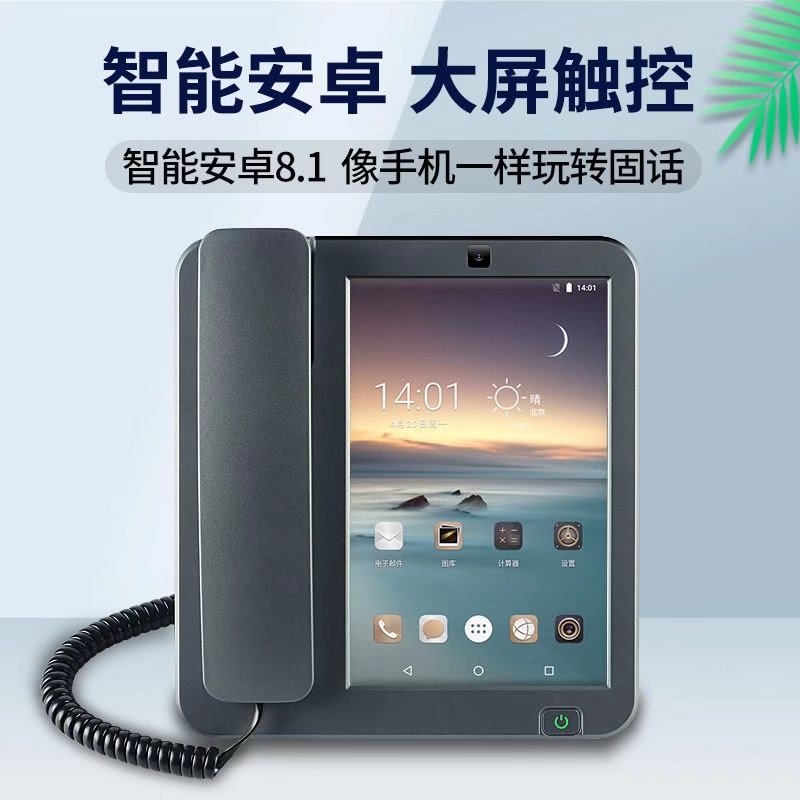 智能安卓 大屏触控
智能安卓8.1 像手机一样玩转固话
14:01
14:01
晴
北京
4月20日周一
电子邮件
图库
计算器
设置